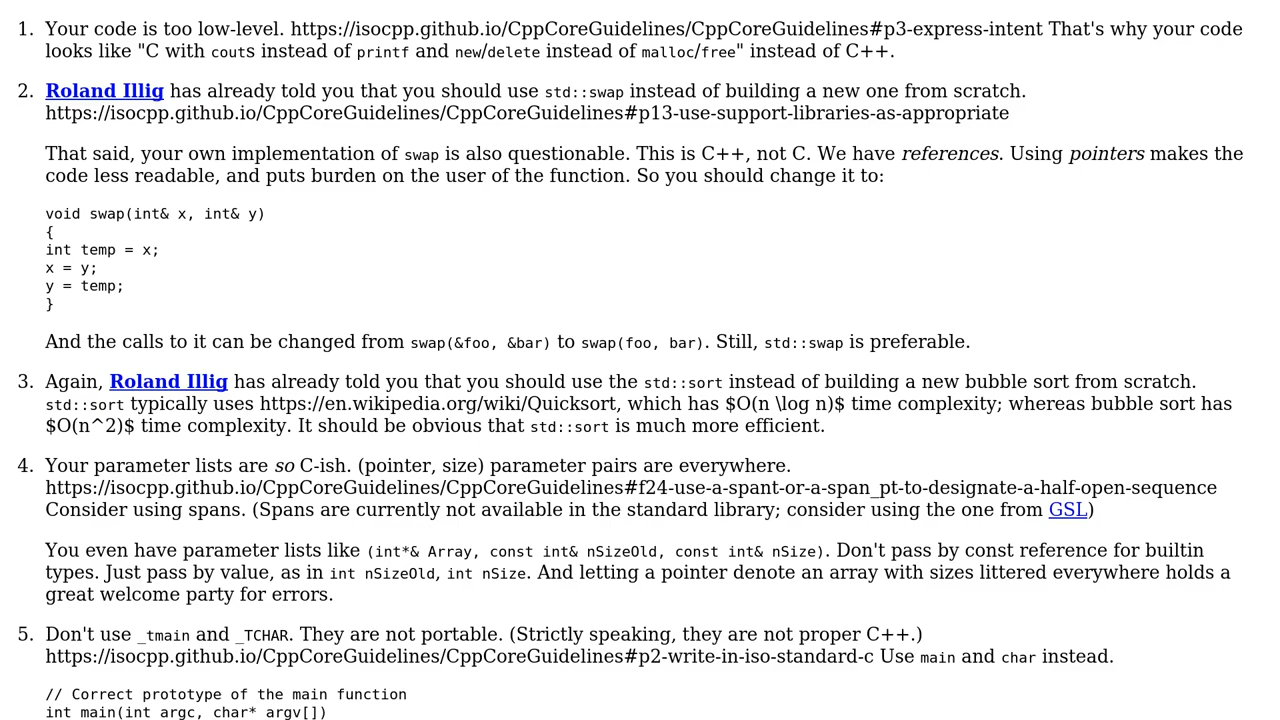 1. Your code is too low-level. https://isocpp.github.io/CppCoreGuidelines/CppCoreGuidelines#p3-express-intent That's why your code
looks like "C with couts instead of printf and new/delete instead of malloc/free" instead of C++.
2. Roland Illig has already told you that you should use std::swap instead of building a new one from scratch.
https://isocpp.github.io/CppCoreGuidelines/CppCoreGuidelines#p13-use-support-libraries-as-appropriate
That said, your own implementation of swap is also questionable. This is C++, not C. We have references. Using pointers makes the
code less readable, and puts burden on the user of the function. So you should change it to:
void swap(int& x, int& y)
{
int temp = x;
x = y;
y = temp;
}
And the calls to it can be changed from swap(&foo, &bar) to swap(foo, bar). Still, std::swap is preferable.
3. Again, Roland Illig has already told you that you should use the std::sort instead of building a new bubble sort from scratch.
std::sort typically uses https://en.wikipedia.org/wiki/Quicksort, which has $O(n \log n)$ time complexity; whereas bubble sort has
$O(n^2)$ time complexity. It should be obvious that std::sort is much more efficient.
4. Your parameter lists are so C-ish. (pointer, size) parameter pairs are everywhere.
https://isocpp.github.io/CppCoreGuidelines/CppCoreGuidelines#f24-use-a-spant-or-a-span_pt-to-designate-a-half-open-sequence
Consider using spans. (Spans are currently not available in the standard library; consider using the one from GSL)
You even have parameter lists like (int*& Array, const int& nSizeOld, const int& nSize). Don't pass by const reference for builtin
types. Just pass by value, as in int nSizeOld, int nSize. And letting a pointer denote an array with sizes littered everywhere holds a
great welcome party for errors.
5. Don't use _tmain and _TCHAR. They are not portable. (Strictly speaking, they are not proper C++.)
https://isocpp.github.io/CppCoreGuidelines/CppCoreGuidelines#p2-write-in-iso-standard-c Use main and char instead.
// Correct prototype of the main function
int main(int argc, char* argv[])